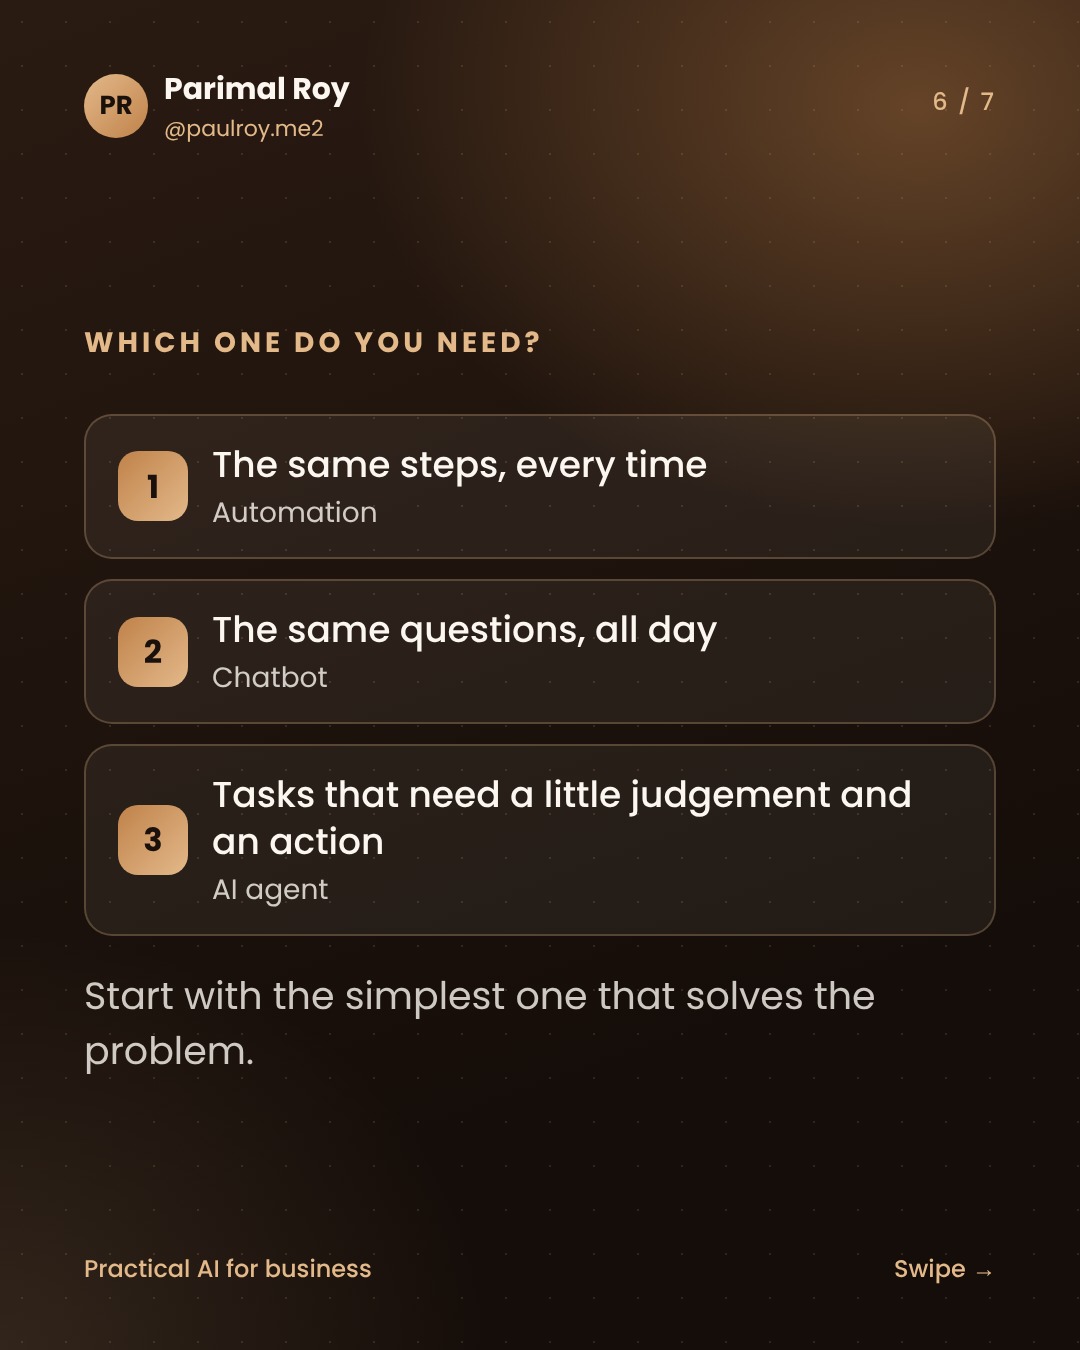 PR
Parimal Roy
@paulroy.me2
6 / 7
WHICH ONE DO YOU NEED?
1
The same steps, every time
Automation
2
The same questions, all day
Chatbot
3
Tasks that need a little judgement and
an action
AI agent
Start with the simplest one that solves the
problem.
Practical AI for business
Swipe →